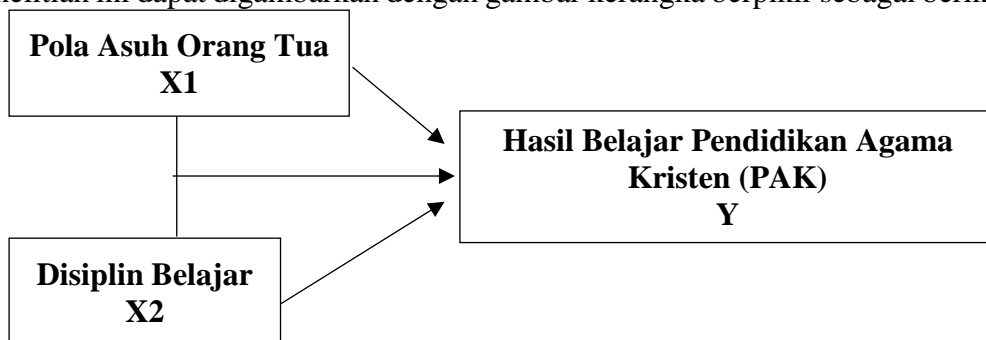 dapat digambarkan dengan gambar kerangka berpikir sebagai
Pola Asuh Orang Tua
X1
Hasil Belajar Pendidikan Agama
Kristen (PAK)
Y
Disiplin Belajar
X2